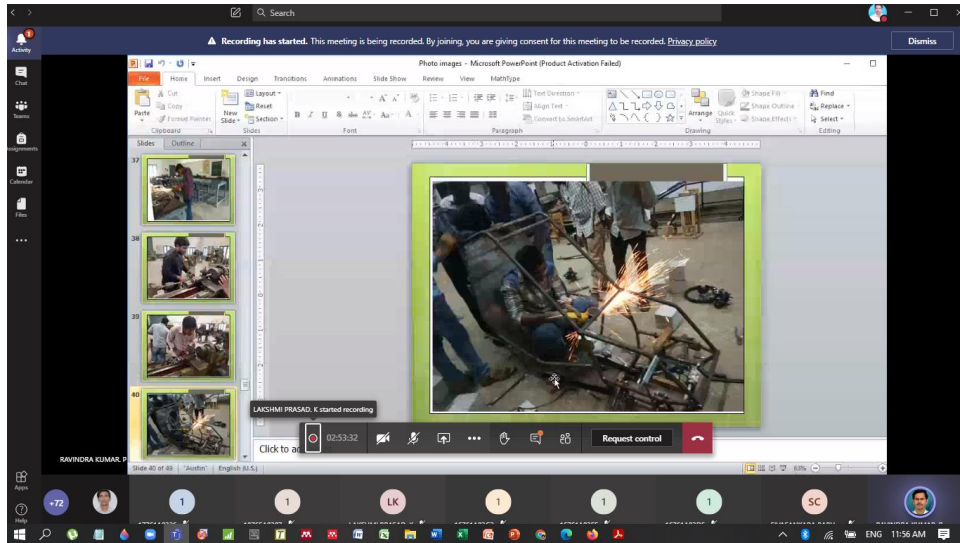 Search
Activity
Recording has started. This meeting is being recorded. By joining, you are giving consent for this meeting to be recorded. Privacy policy
Dismiss
Chat
Teams
Assignments
Calendar
Files
Photo images - Microsoft PowerPoint (Product Activation Failed)
File Home Insert Design Transitions Animations Slide Show Review View MathType
Cut
Copy
Format Painter
Paste
Clipboard
New Slide
Layout
Reset
Section
Slides
Font
Text Direction
Align Text
Convert to SmartArt
Paragraph
Arrange
Quick Styles
Shape Fill
Shape Outline
Shape Effects
Drawing
Find
Replace
Select
Editing
Slides Outline
37
38
39
40
LAKSHMI PRASAD. K started recording
02:53:32
Request control
Click to
RAVINDRA KUMAR. P
Slide 40 of 48 "Austin" English (U.S.)
63%
Apps
Help
+72
1 1 LK 1 1 1 SC
ENG 11:56 AM